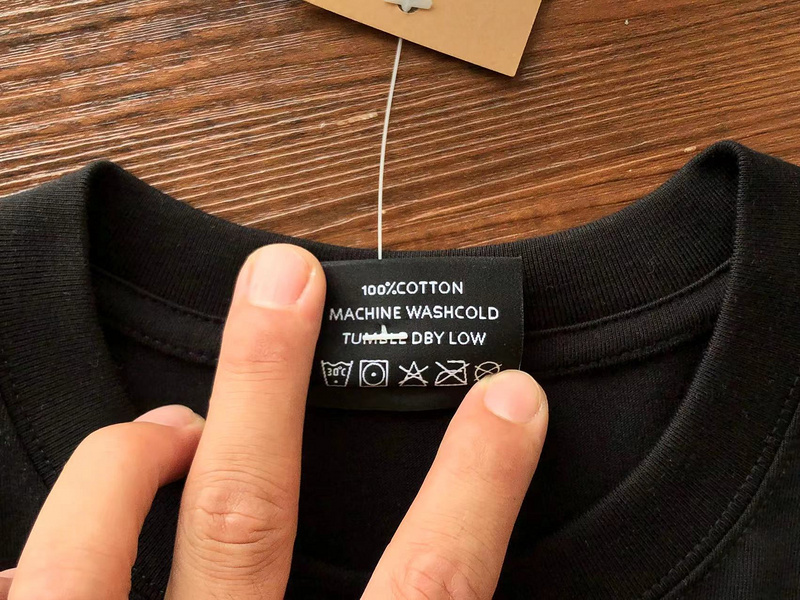 100%COTTON
MACHINE WASHCOLD
TUMBLE DBY LOW
30°C